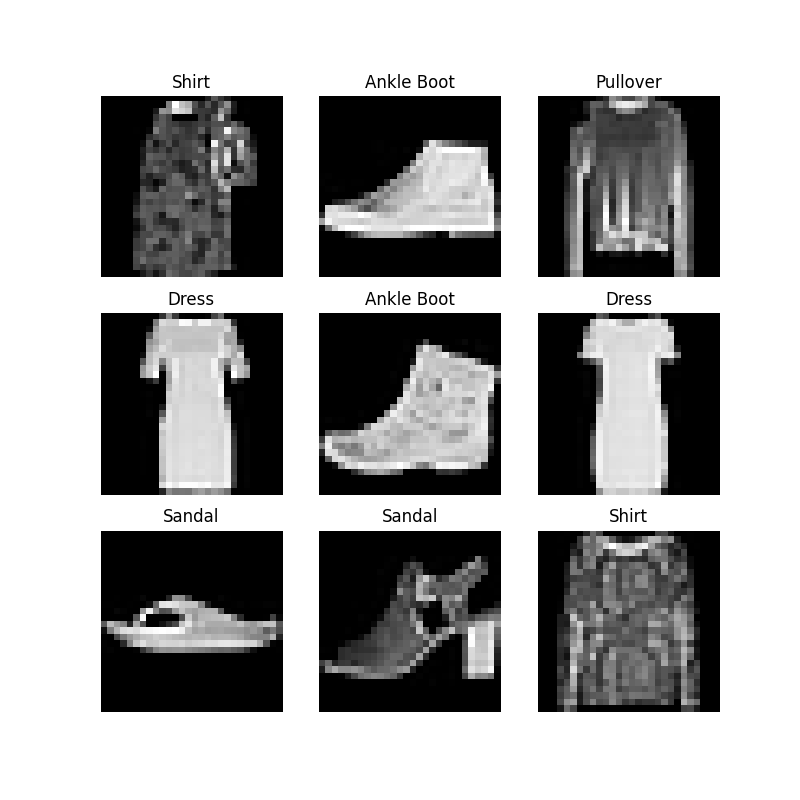 Shirt
Ankle Boot
Pullover
Dress
Ankle Boot
Dress
Sandal
Sandal
Shirt